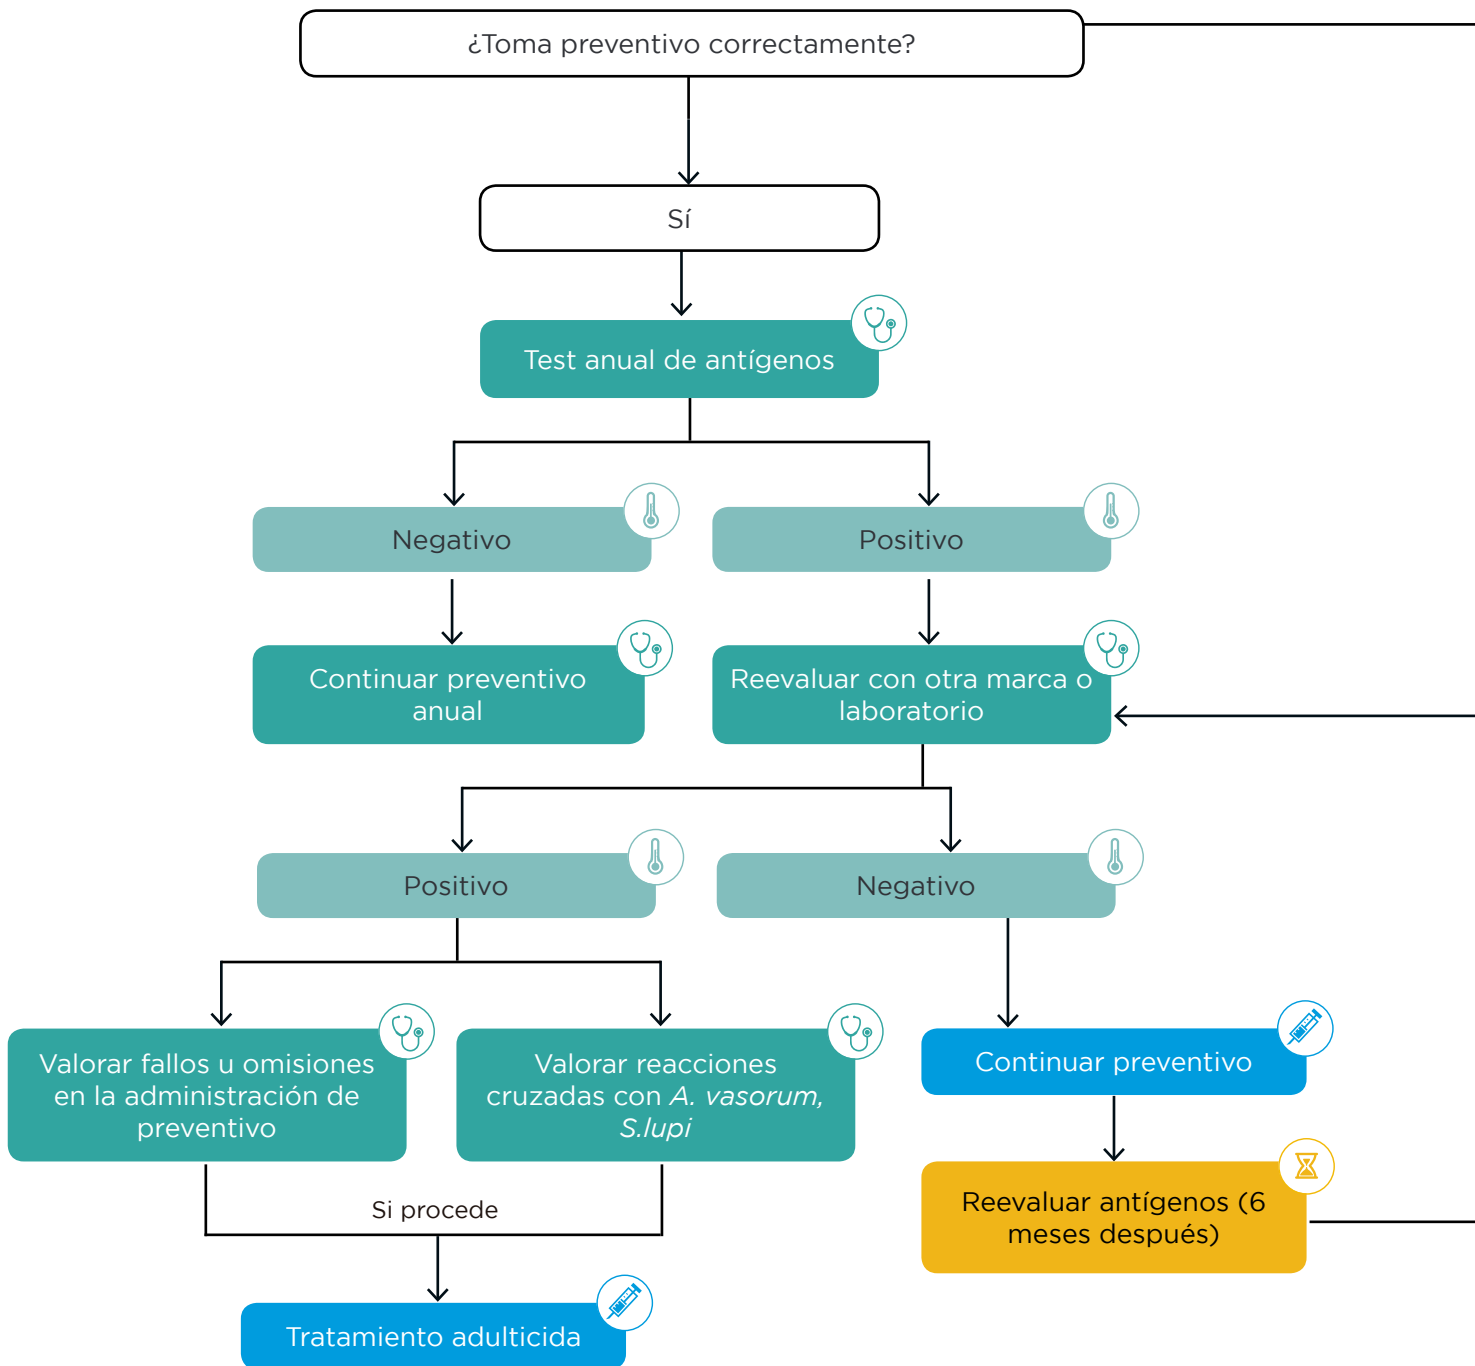 ¿Toma preventivo correctamente?
Sí
Test anual de antígenos
Negativo
Positivo
Continuar preventivo
anual
Reevaluar con otra marca o
laboratorio
Positivo
Negativo
Valorar fallos u omisiones
en la administración de
preventivo
Valorar reacciones
cruzadas con A. vasorum,
S.lupi
Continuar preventivo
Si procede
Reevaluar antígenos (6
meses después)
Tratamiento adulticida